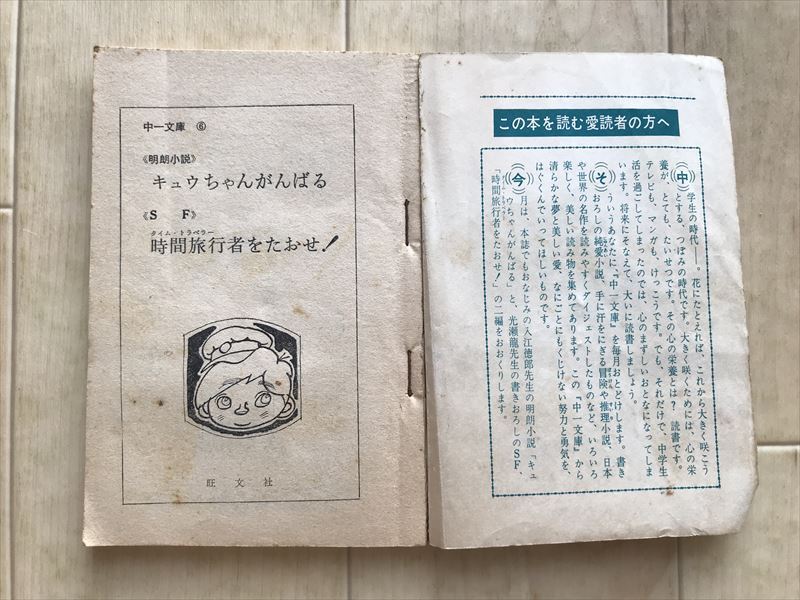 中一文庫 ⑥
《明朗小説》
キュウちゃんがんばる
《SF》
時間旅行者をたおせ!
タイム・トラベラー
旺文社
この本を読む愛読者の方へ
中学生の時代――。花にたとえれば、これから大きく咲こう
とする、つぼみの時代です。大きく咲くためには、心の栄
養が、とても、たいせつです。その心の栄養とは? 読書です。
テレビも、マンガも、けっこうです。でも、それだけで、中学生
活を過ごしてしまったのでは、心のまずしいおとなになってしま
います。将来にそなえて、大いに読書しましょう。
そういうあなたに『中一文庫』を毎月おとどけします。書き
おろしの純愛小説、手に汗をにぎる冒険や推理小説、日本
や世界の名作を読みやすくダイジェストしたものなど、いろいろ
楽しく、美しい読み物を集めてあります。この『中一文庫』から
清らかな夢と美しい愛、なにごとにもくじけない努力と勇気を、
はぐくんでいってほしいものです。
今月は、本誌でもおなじみの入江徳郎先生の明朗小説「キュ
ウちゃんがんばる」と、光瀬龍先生の書きおろしのSF、
「時間旅行者をたおせ!」の二編をおおくりします。